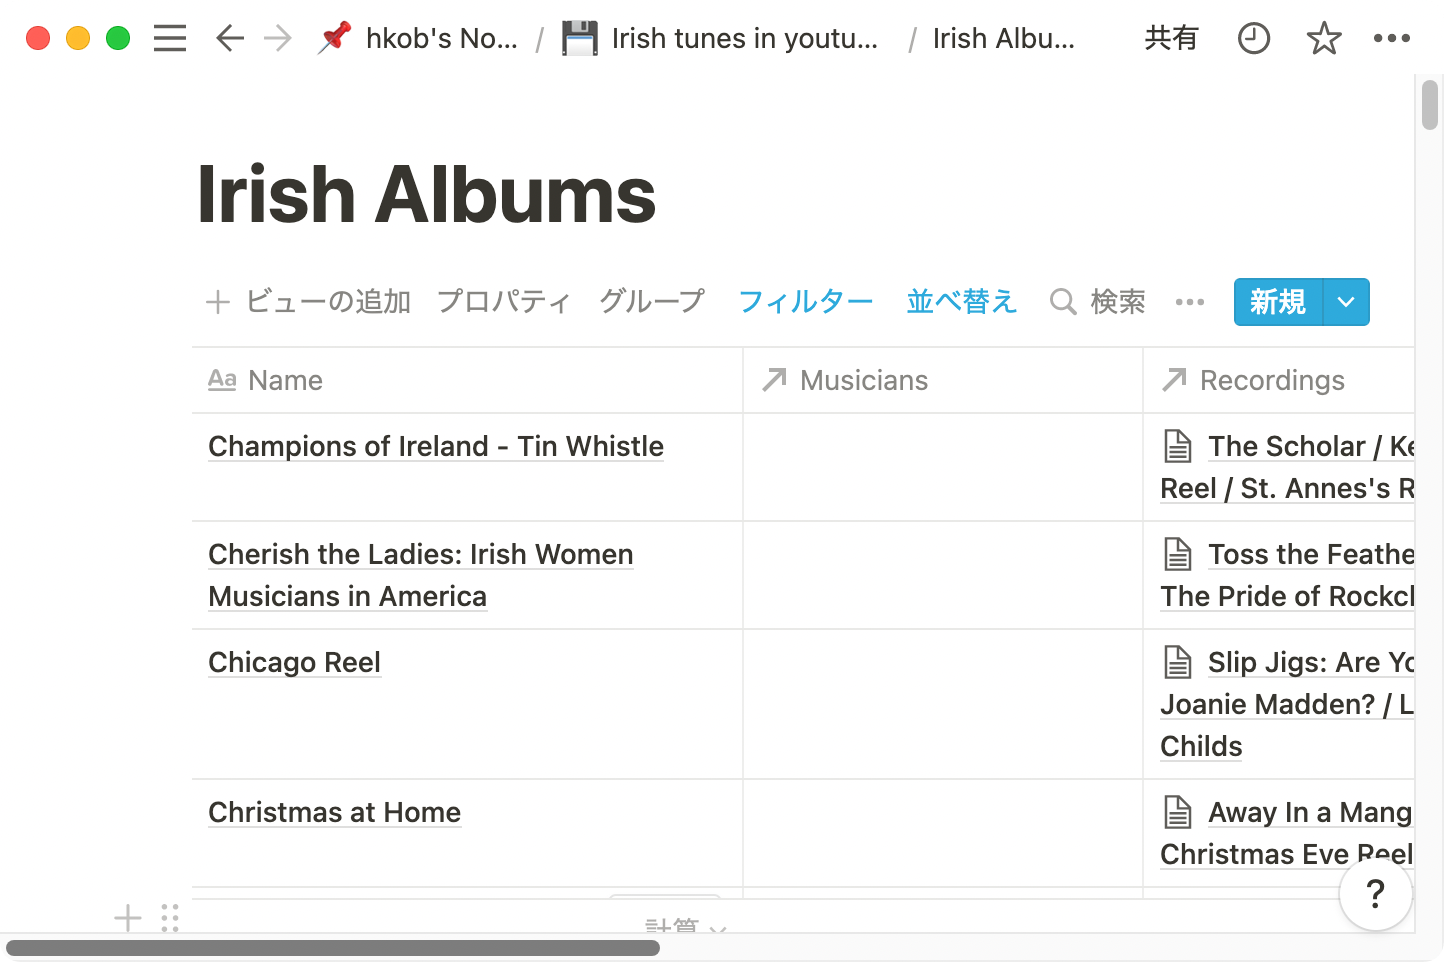 hkob's No... / Irish tunes in youtu... / Irish Albu... 共有
Irish Albums
ビューの追加 プロパティ グループ フィルター 並べ替え 検索 新規
Aa Name Musicians Recordings
Champions of Ireland - Tin Whistle The Scholar / Ke
Reel / St. Annes's R
Cherish the Ladies: Irish Women Toss the Feathe
Musicians in America The Pride of Rockcl
Chicago Reel Slip Jigs: Are Yo
Joanie Madden? / L
Childs
Christmas at Home Away In a Mang
Christmas Eve Reel
計算
?